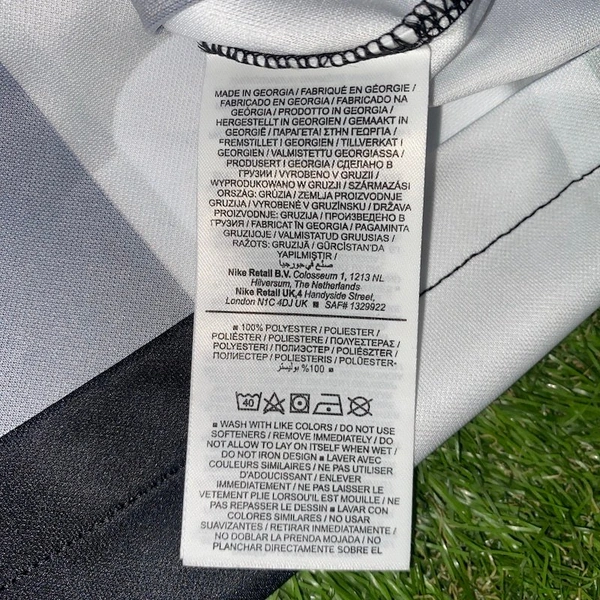 MADE IN GEORGIA / FABRIQUÉ EN GÉORGIE /
FABRICADO EN GEORGIA / FABRICADO NA
GEÓRGIA / PRODOTTO IN GEORGIA /
HERGESTELLT IN GEORGIEN / GEMAAKT IN
GEORGIË / ΠΑΡΑΓΕΤΑΙ ΣΤΗΝ ΓΕΩΡΓΙΑ /
FREMSTILLET I GEORGIEN / TILLVERKAT I
GEORGIEN / VALMISTETTU GEORGIASSA /
PRODUSERT I GEORGIA / СДЕЛАНО В
ГРУЗИИ / VYROBENO V GRUZII /
WYPRODUKOWANO W GRUZJI / SZÁRMAZÁSI
ORSZÁG: GRÚZIA / ZEMLJA PROIZVODNJE
GRUZIJA / VYROBENÉ V GRUZÍNSKU / DRŽAVA
PROIZVODNJE: GRUZIJA / ПРОИЗВЕДЕНО В
ГРУЗИЯ / FABRICAT ÎN GEORGIA / PAGAMINTA
GRUZIJOJE / VALMISTATUD GRUUSIAS /
RAŽOTS: GRUZIJĀ / GÜRCİSTAN'DA
YAPILMIŞTIR /
صنع في جورجيا
Nike Retail B.V. Colosseum 1, 1213 NL
Hilversum, The Netherlands
Nike Retail UK,4 Handyside Street,
London N1C 4DJ UK ■ SAF# 1329922
■ 100% POLYESTER / POLIESTER /
POLIÉSTER / POLIESTERE / ΠΟΛΥΕΣΤΕΡΑΣ /
POLYESTERI / ПОЛИЭСТЕР / POLIÉSZTER /
ПОЛИЕСТЕР / POLIESTERIS / POLÜESTER
%100 بوليستر ■
40
■ WASH WITH LIKE COLORS / DO NOT USE
SOFTENERS / REMOVE IMMEDIATELY / DO
NOT ALLOW TO LAY ON ITSELF WHEN WET /
DO NOT IRON DESIGN ■ LAVER AVEC
COULEURS SIMILAIRES / NE PAS UTILISER
D'ADOUCISSANT / ENLEVER
IMMÉDIATEMENT / NE PAS LAISSER LE
VETEMENT PLIE LORSQU'IL EST MOUILLE / NE
PAS REPASSER LE DESSIN ■ LAVAR CON
COLORES SIMILARES / NO USAR
SUAVIZANTES / RETIRAR INMEDIATAMENTE /
NO DOBLAR LA PRENDA MOJADA / NO
PLANCHAR DIRECTAMENTE SOBRE EL